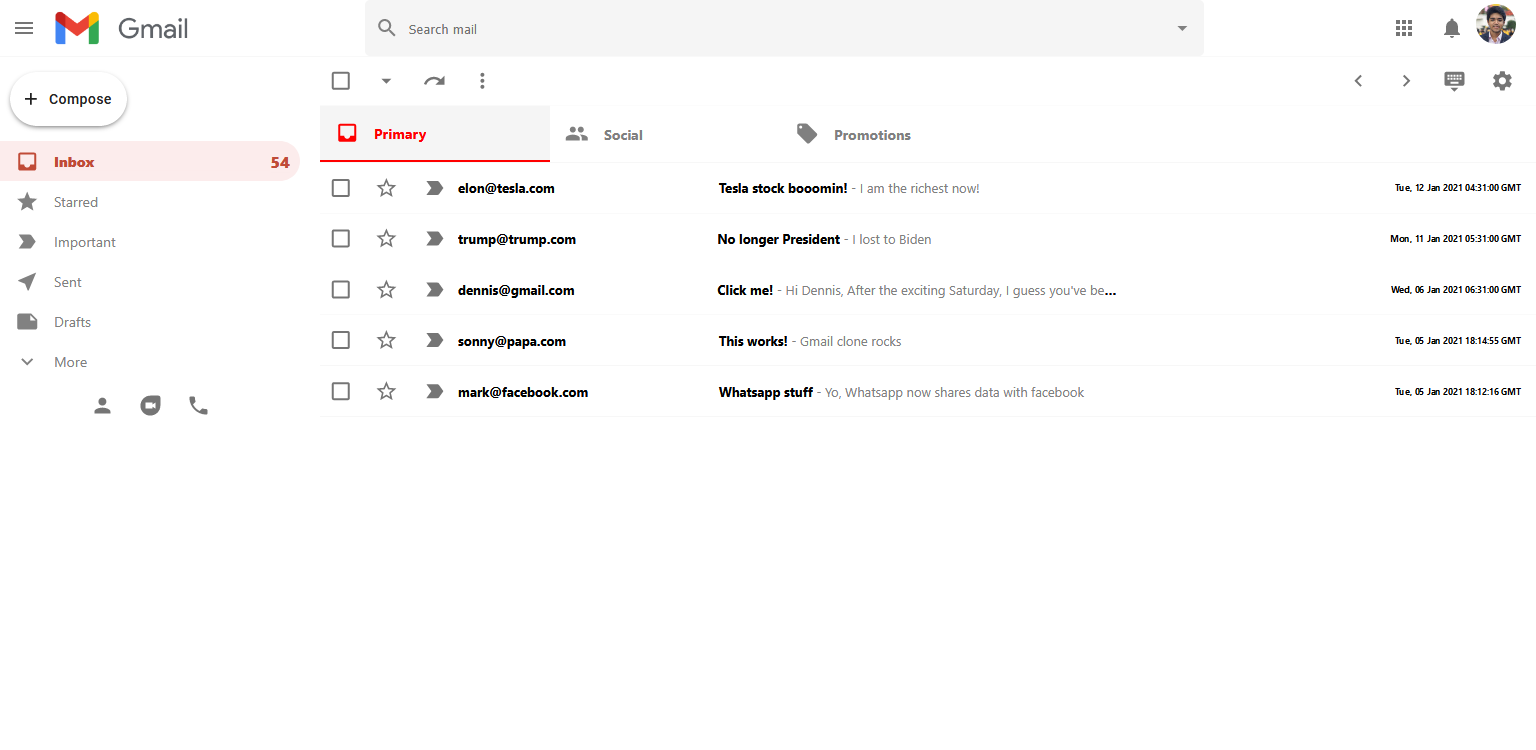 Gmail
Search mail
Compose
Inbox 54
Starred
Important
Sent
Drafts
More
Primary Social Promotions
elon@tesla.com Tesla stock booomin! - I am the richest now! Tue, 12 Jan 2021 04:31:00 GMT
trump@trump.com No longer President - I lost to Biden Mon, 11 Jan 2021 05:31:00 GMT
dennis@gmail.com Click me! - Hi Dennis, After the exciting Saturday, I guess you've be... Wed, 06 Jan 2021 06:31:00 GMT
sonny@papa.com This works! - Gmail clone rocks Tue, 05 Jan 2021 18:14:55 GMT
mark@facebook.com Whatsapp stuff - Yo, Whatsapp now shares data with facebook Tue, 05 Jan 2021 18:12:16 GMT